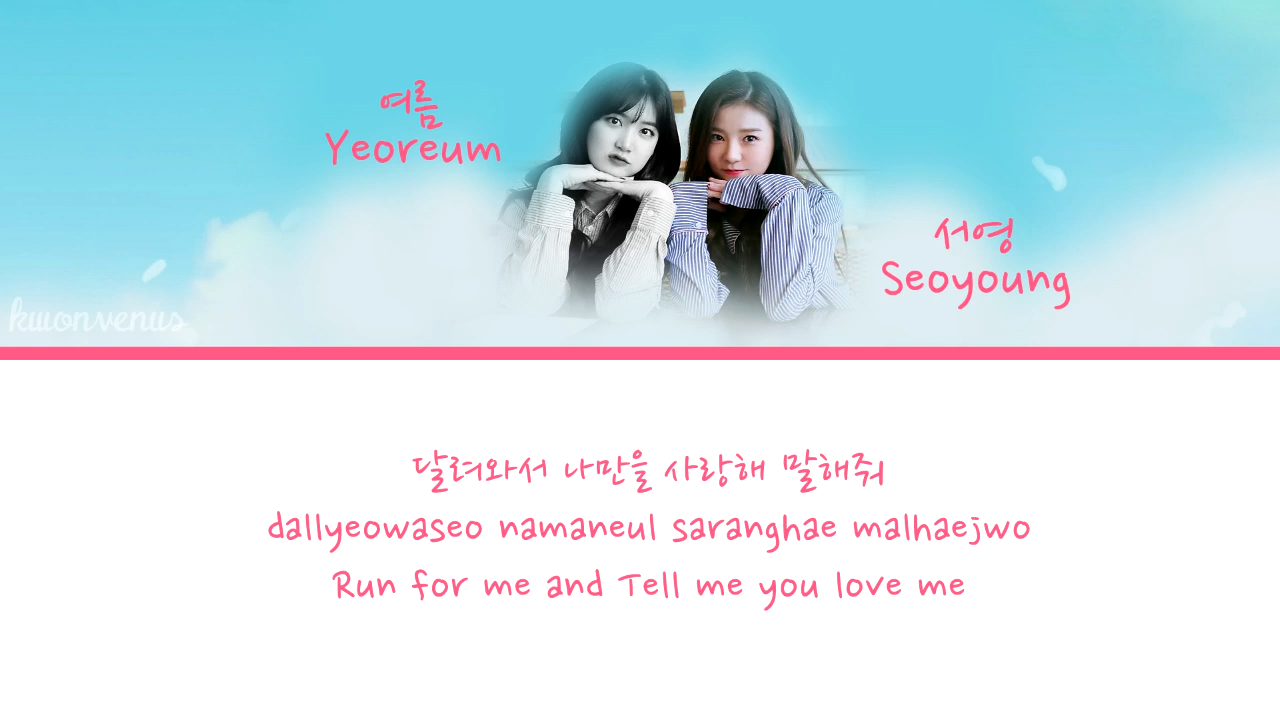 여름
Yeoreum
서영
Seoyoung
kwonvenus
달려와서 나만을 사랑해 말해줘
dallyeowaseo namaneul saranghae malhaejwo
Run for me and Tell me you love me